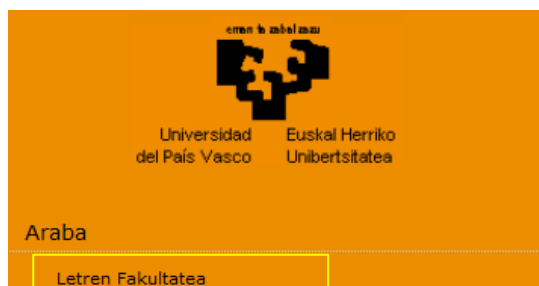 eman ta zabal zazu
Universidad Euskal Herriko
del País Vasco Unibertsitatea
Araba
Letren Fakultatea